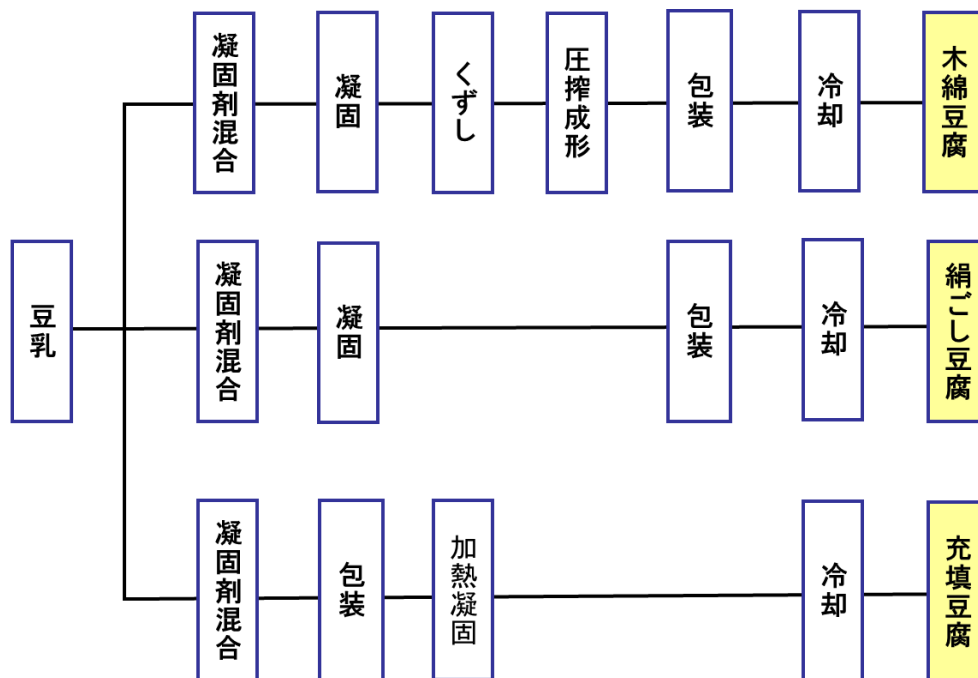 豆乳
凝固剤混合
凝固
くずし
圧搾成形
包装
冷却
木綿豆腐
凝固剤混合
凝固
包装
冷却
絹ごし豆腐
凝固剤混合
包装
加熱凝固
冷却
充填豆腐